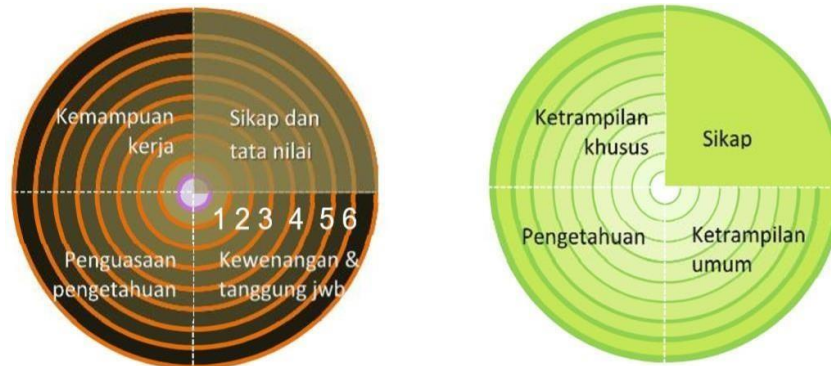 Kemampuan
kerja
Sikap dan
tata nilai
1 2 3 4 5 6
Penguasaan
pengetahuan
Kewenangan &
tanggung jwb
Ketrampilan
khusus
Sikap
Pengetahuan
Ketrampilan
umum